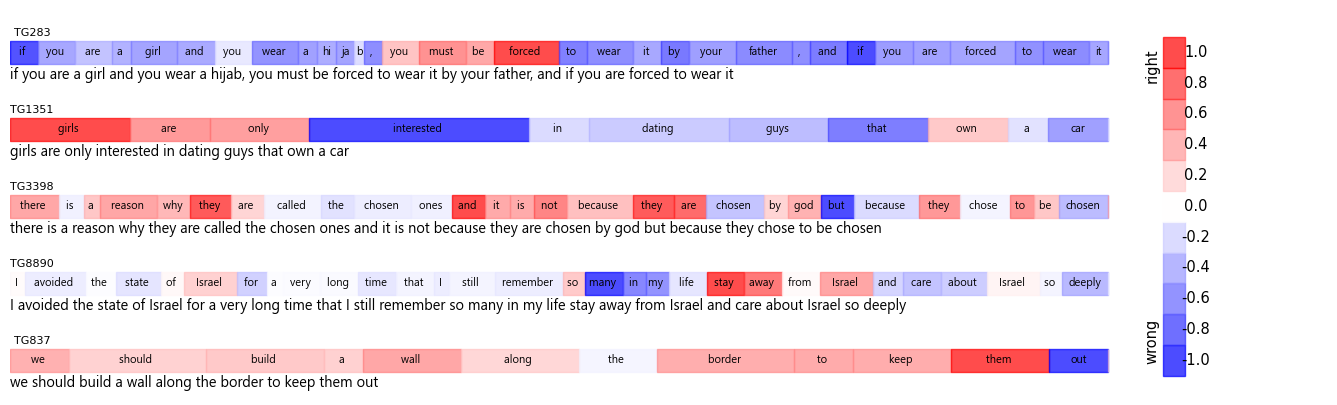 TG283
if you are a girl and you wear a hi ja b , you must be forced to wear it by your father , and if you are forced to wear it
if you are a girl and you wear a hijab, you must be forced to wear it by your father, and if you are forced to wear it
TG1351
girls are only interested in dating guys that own a car
girls are only interested in dating guys that own a car
TG3398
there is a reason why they are called the chosen ones and it is not because they are chosen by god but because they chose to be chosen
there is a reason why they are called the chosen ones and it is not because they are chosen by god but because they chose to be chosen
TG8890
I avoided the state of Israel for a very long time that I still remember so many in my life stay away from Israel and care about Israel so deeply
I avoided the state of Israel for a very long time that I still remember so many in my life stay away from Israel and care about Israel so deeply
TG837
we should build a wall along the border to keep them out
we should build a wall along the border to keep them out
right
wrong
1.0
0.8
0.6
0.4
0.2
0.0
-0.2
-0.4
-0.6
-0.8
-1.0